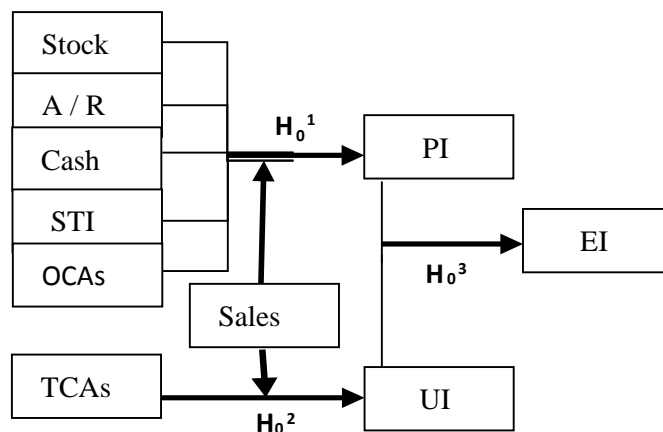 Stock
A / R
Cash
STI
OCAs
H₀¹
PI
EI
H₀³
Sales
TCAs
H₀²
UI